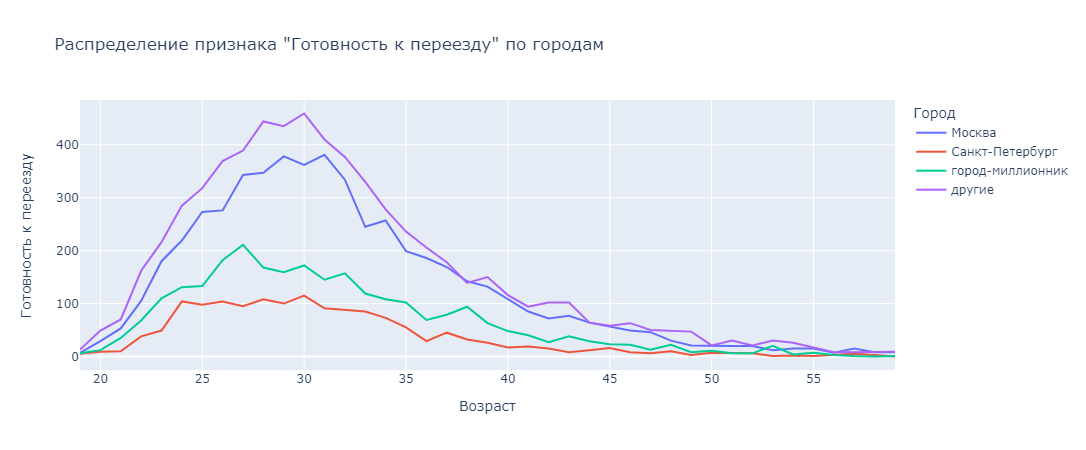 Распределение признака "Готовность к переезду" по городам
Готовность к переезду
400
300
200
100
0
20 25 30 35 40 45 50 55
Возраст
Город
Москва
Санкт-Петербург
город-миллионник
другие